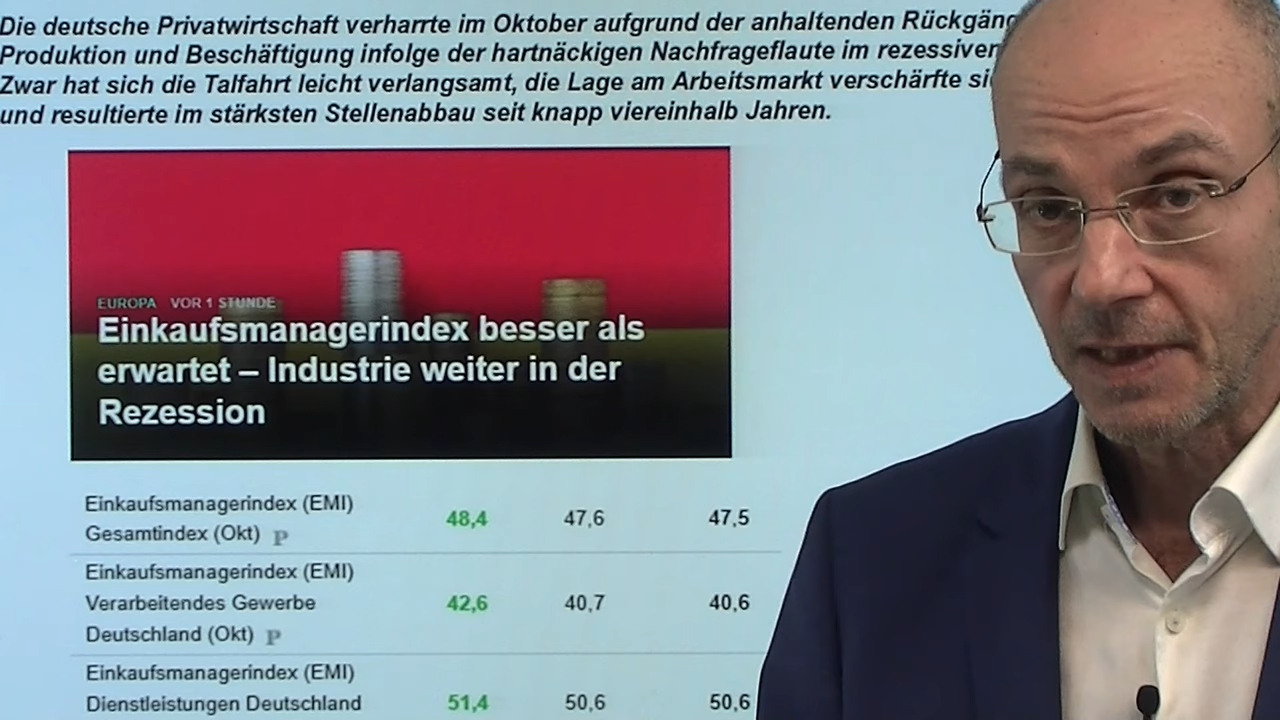 Die deutsche Privatwirtschaft verharrte im Oktober aufgrund der anhaltenden
Produktion und Beschäftigung infolge der hartnäckigen Nachfrageflaute im
Zwar hat sich die Talfahrt leicht verlangsamt, die Lage am Arbeitsmarkt verschärfte
und resultierte im stärksten Stellenabbau seit knapp viereinhalb Jahren.
EUROPA VOR 1 STUNDE
Einkaufsmanagerindex besser als
erwartet – Industrie weiter in der
Rezession
Einkaufsmanagerindex (EMI)
Gesamtindex (Okt) P 48,4 47,6 47,5
Einkaufsmanagerindex (EMI)
Verarbeitendes Gewerbe 42,6 40,7 40,6
Deutschland (Okt) P
Einkaufsmanagerindex (EMI)
Dienstleistungen Deutschland 51,4 50,6 50,6